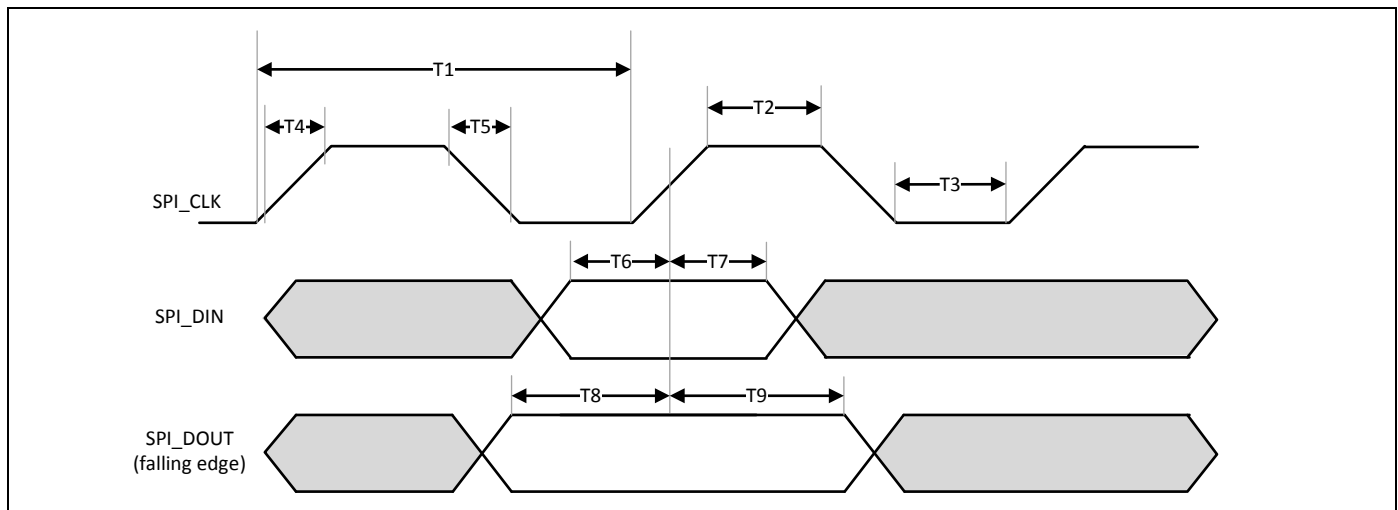 T1
T2
T4
T5
T3
SPI_CLK
T6
T7
SPI_DIN
T8
T9
SPI_DOUT
(falling edge)